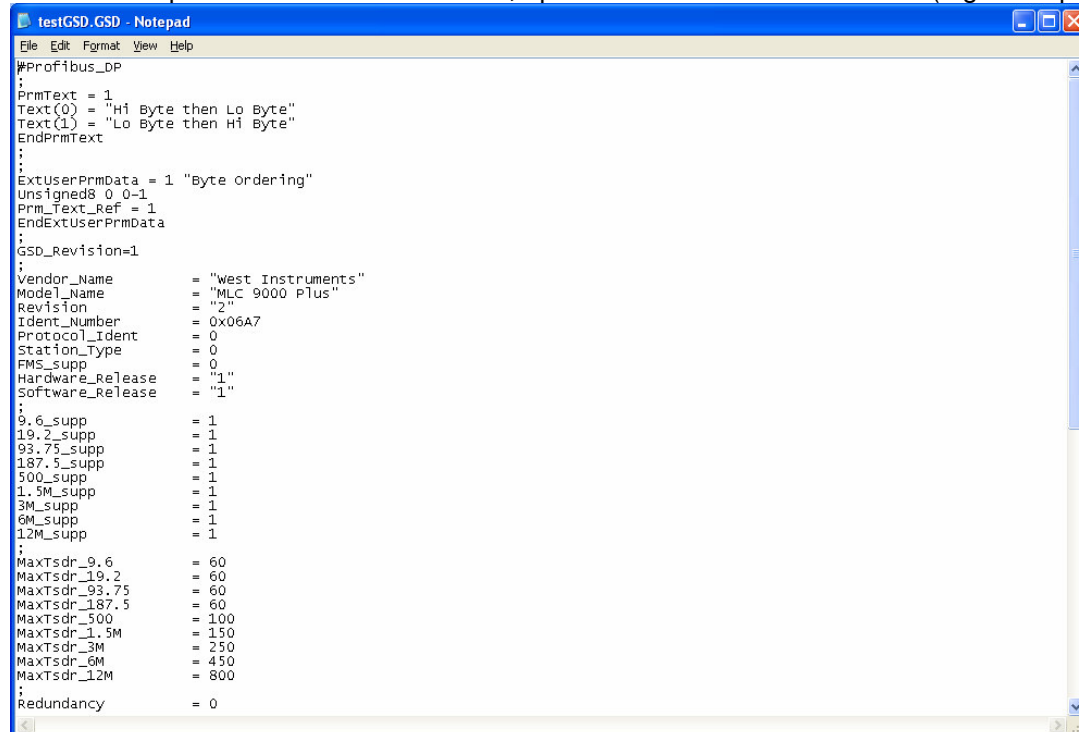 testGSD.GSD - Notepad
File Edit Format View Help
#Profibus_DP
;
PrmText = 1
Text(0) = "Hi Byte then Lo Byte"
Text(1) = "Lo Byte then Hi Byte"
EndPrmText
;
;
ExtUserPrmData = 1 "Byte Ordering"
Unsigned8 0 0-1
Prm_Text_Ref = 1
EndExtUserPrmData
;
GSD_Revision=1
;
Vendor_Name = "West Instruments"
Model_Name = "MLC 9000 Plus"
Revision = "2"
Ident_Number = 0x06A7
Protocol_Ident = 0
Station_Type = 0
FMS_supp = 0
Hardware_Release = "1"
Software_Release = "1"
;
9.6_supp = 1
19.2_supp = 1
93.75_supp = 1
187.5_supp = 1
500_supp = 1
1.5M_supp = 1
3M_supp = 1
6M_supp = 1
12M_supp = 1
;
MaxTsdr_9.6 = 60
MaxTsdr_19.2 = 60
MaxTsdr_93.75 = 60
MaxTsdr_187.5 = 60
MaxTsdr_500 = 100
MaxTsdr_1.5M = 150
MaxTsdr_3M = 250
MaxTsdr_6M = 450
MaxTsdr_12M = 800
;
Redundancy = 0